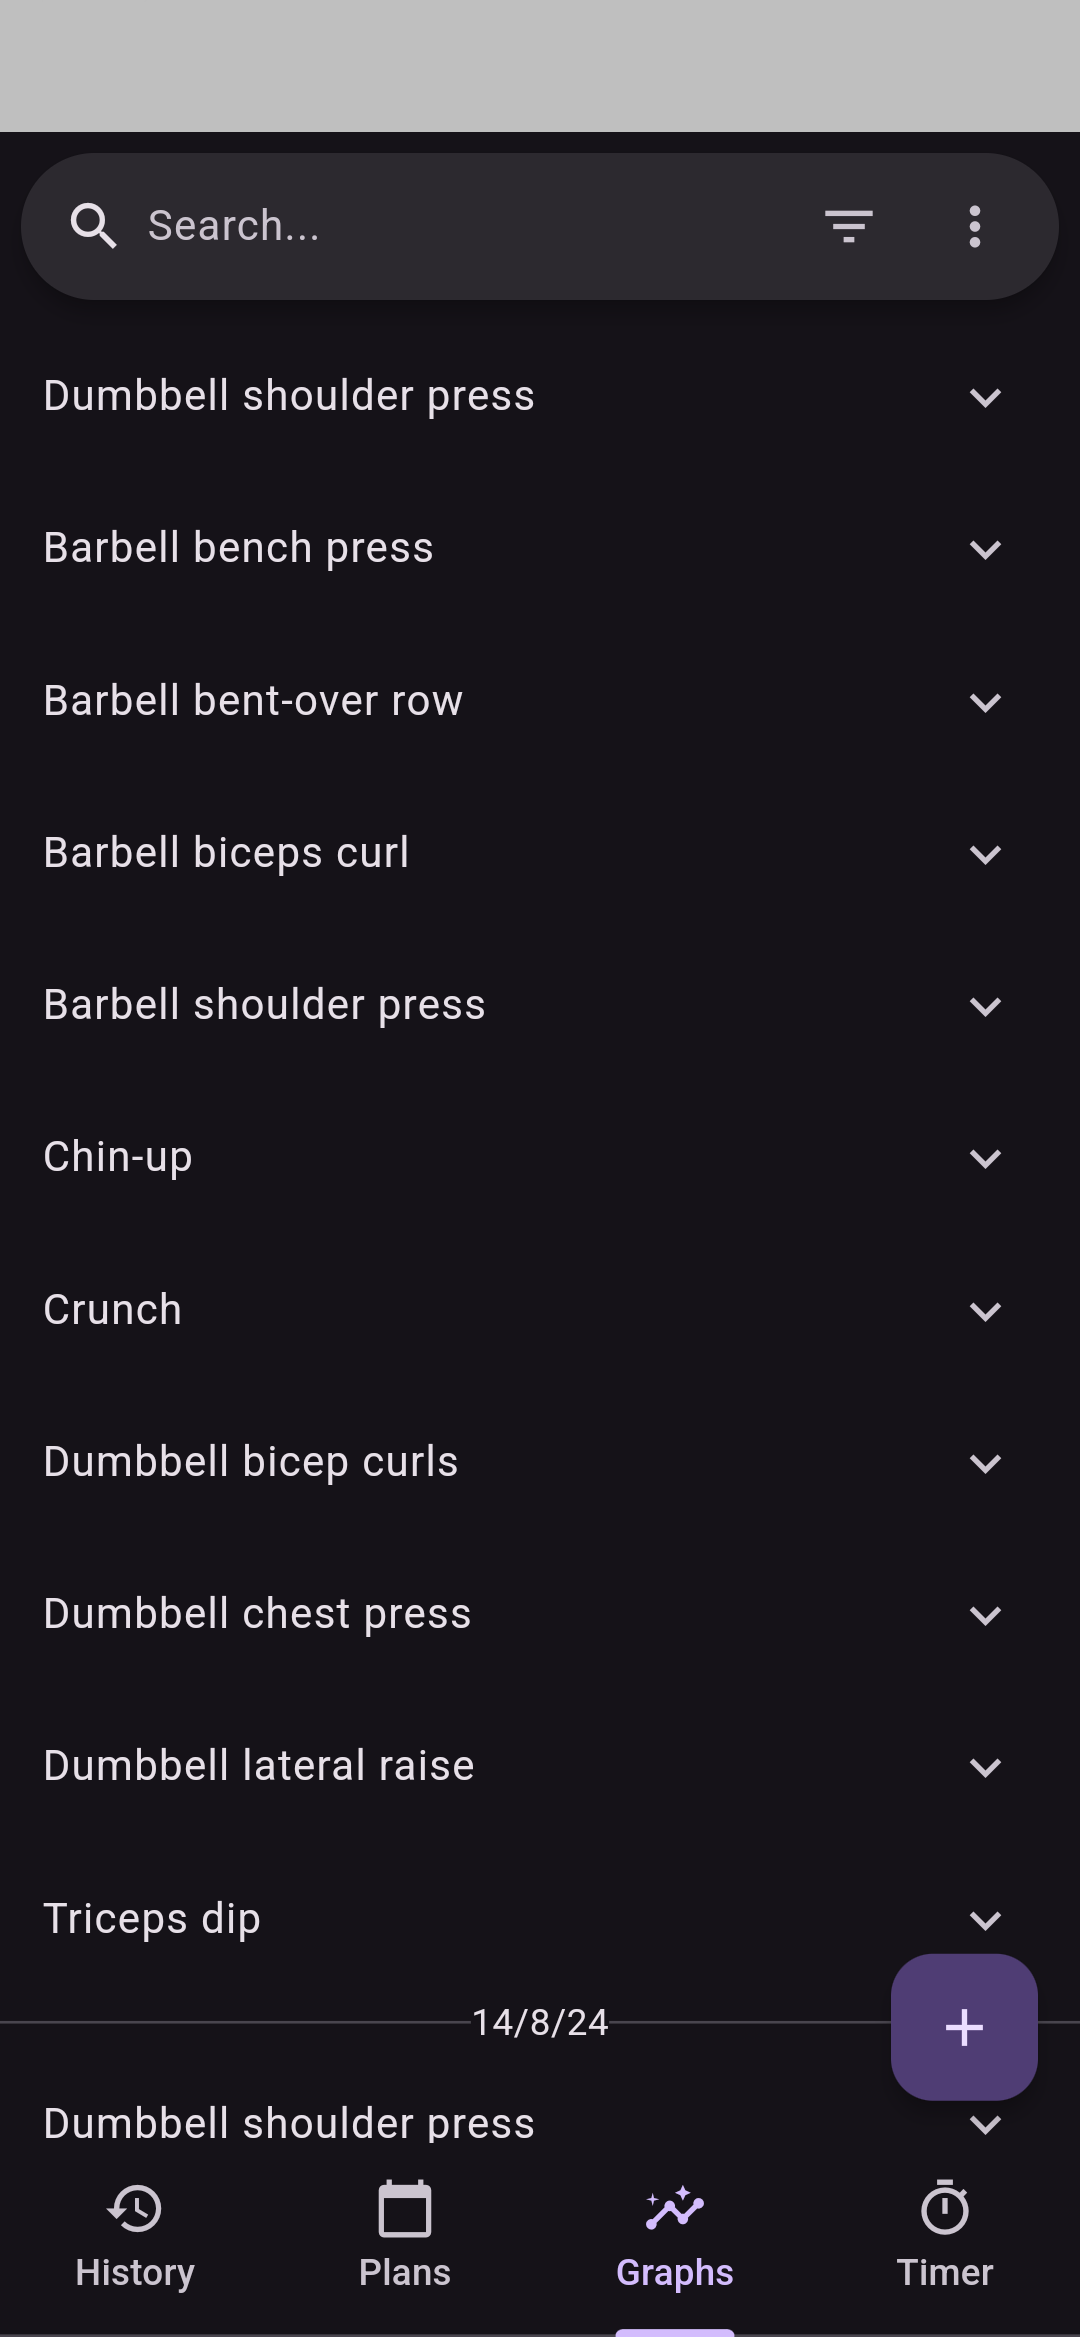 Search...
Dumbbell shoulder press
Barbell bench press
Barbell bent-over row
Barbell biceps curl
Barbell shoulder press
Chin-up
Crunch
Dumbbell bicep curls
Dumbbell chest press
Dumbbell lateral raise
Triceps dip
14/8/24
Dumbbell shoulder press
History
Plans
Graphs
Timer